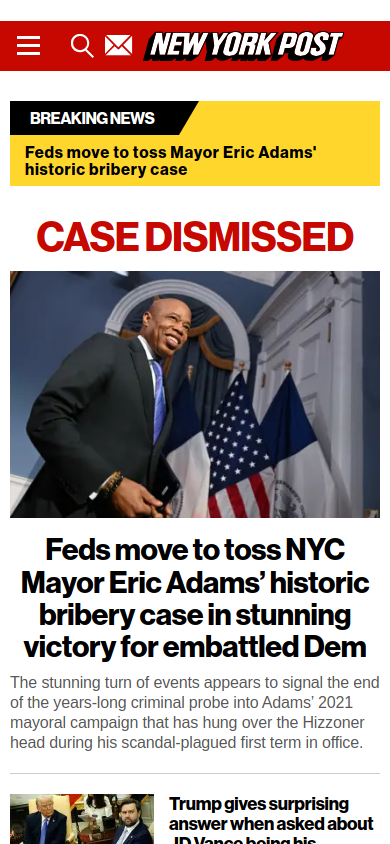 NEW YORK POST
BREAKING NEWS
Feds move to toss Mayor Eric Adams'
historic bribery case
CASE DISMISSED
Feds move to toss NYC
Mayor Eric Adams’ historic
bribery case in stunning
victory for embattled Dem
The stunning turn of events appears to signal the end
of the years-long criminal probe into Adams’ 2021
mayoral campaign that has hung over the Hizzoner
head during his scandal-plagued first term in office.
Trump gives surprising
answer when asked about
JD Vance being his